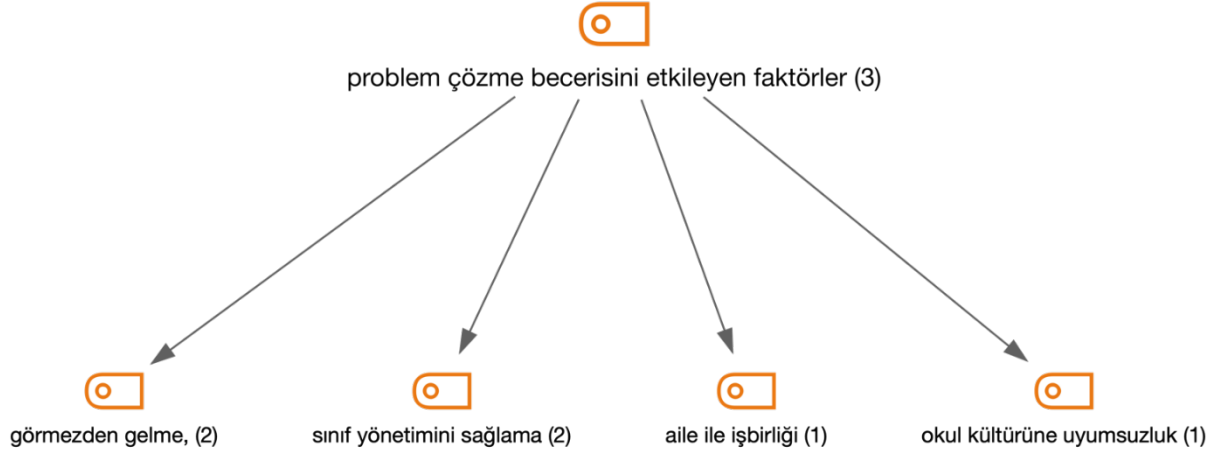 problem çözme becerisini etkileyen faktörler (3)
görmezden gelme, (2)
sınıf yönetimini sağlama (2)
aile ile işbirliği (1)
okul kültürüne uyumsuzluk (1)